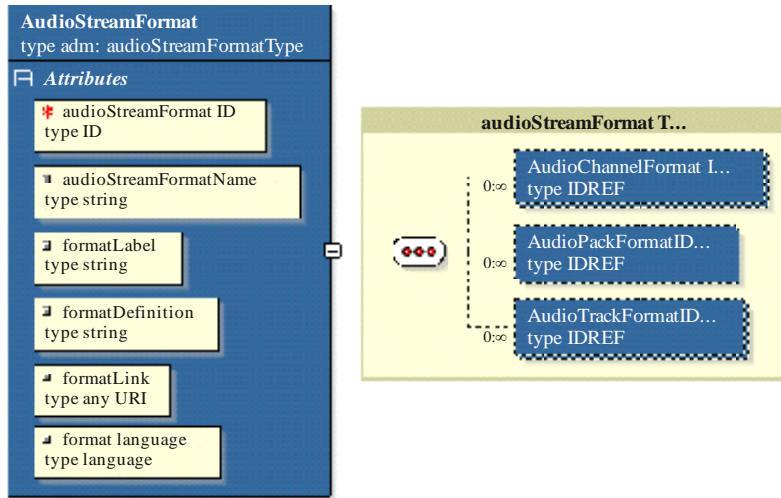 AudioStreamFormat
type adm: audioStreamFormatType
Attributes
audioStreamFormat ID
type ID
audioStreamFormatName
type string
formatLabel
type string
formatDefinition
type string
formatLink
type any URI
format language
type language
audioStreamFormat T...
0:∞
AudioChannelFormat I...
type IDREF
0:∞
AudioPackFormatID...
type IDREF
0:∞
AudioTrackFormatID...
type IDREF